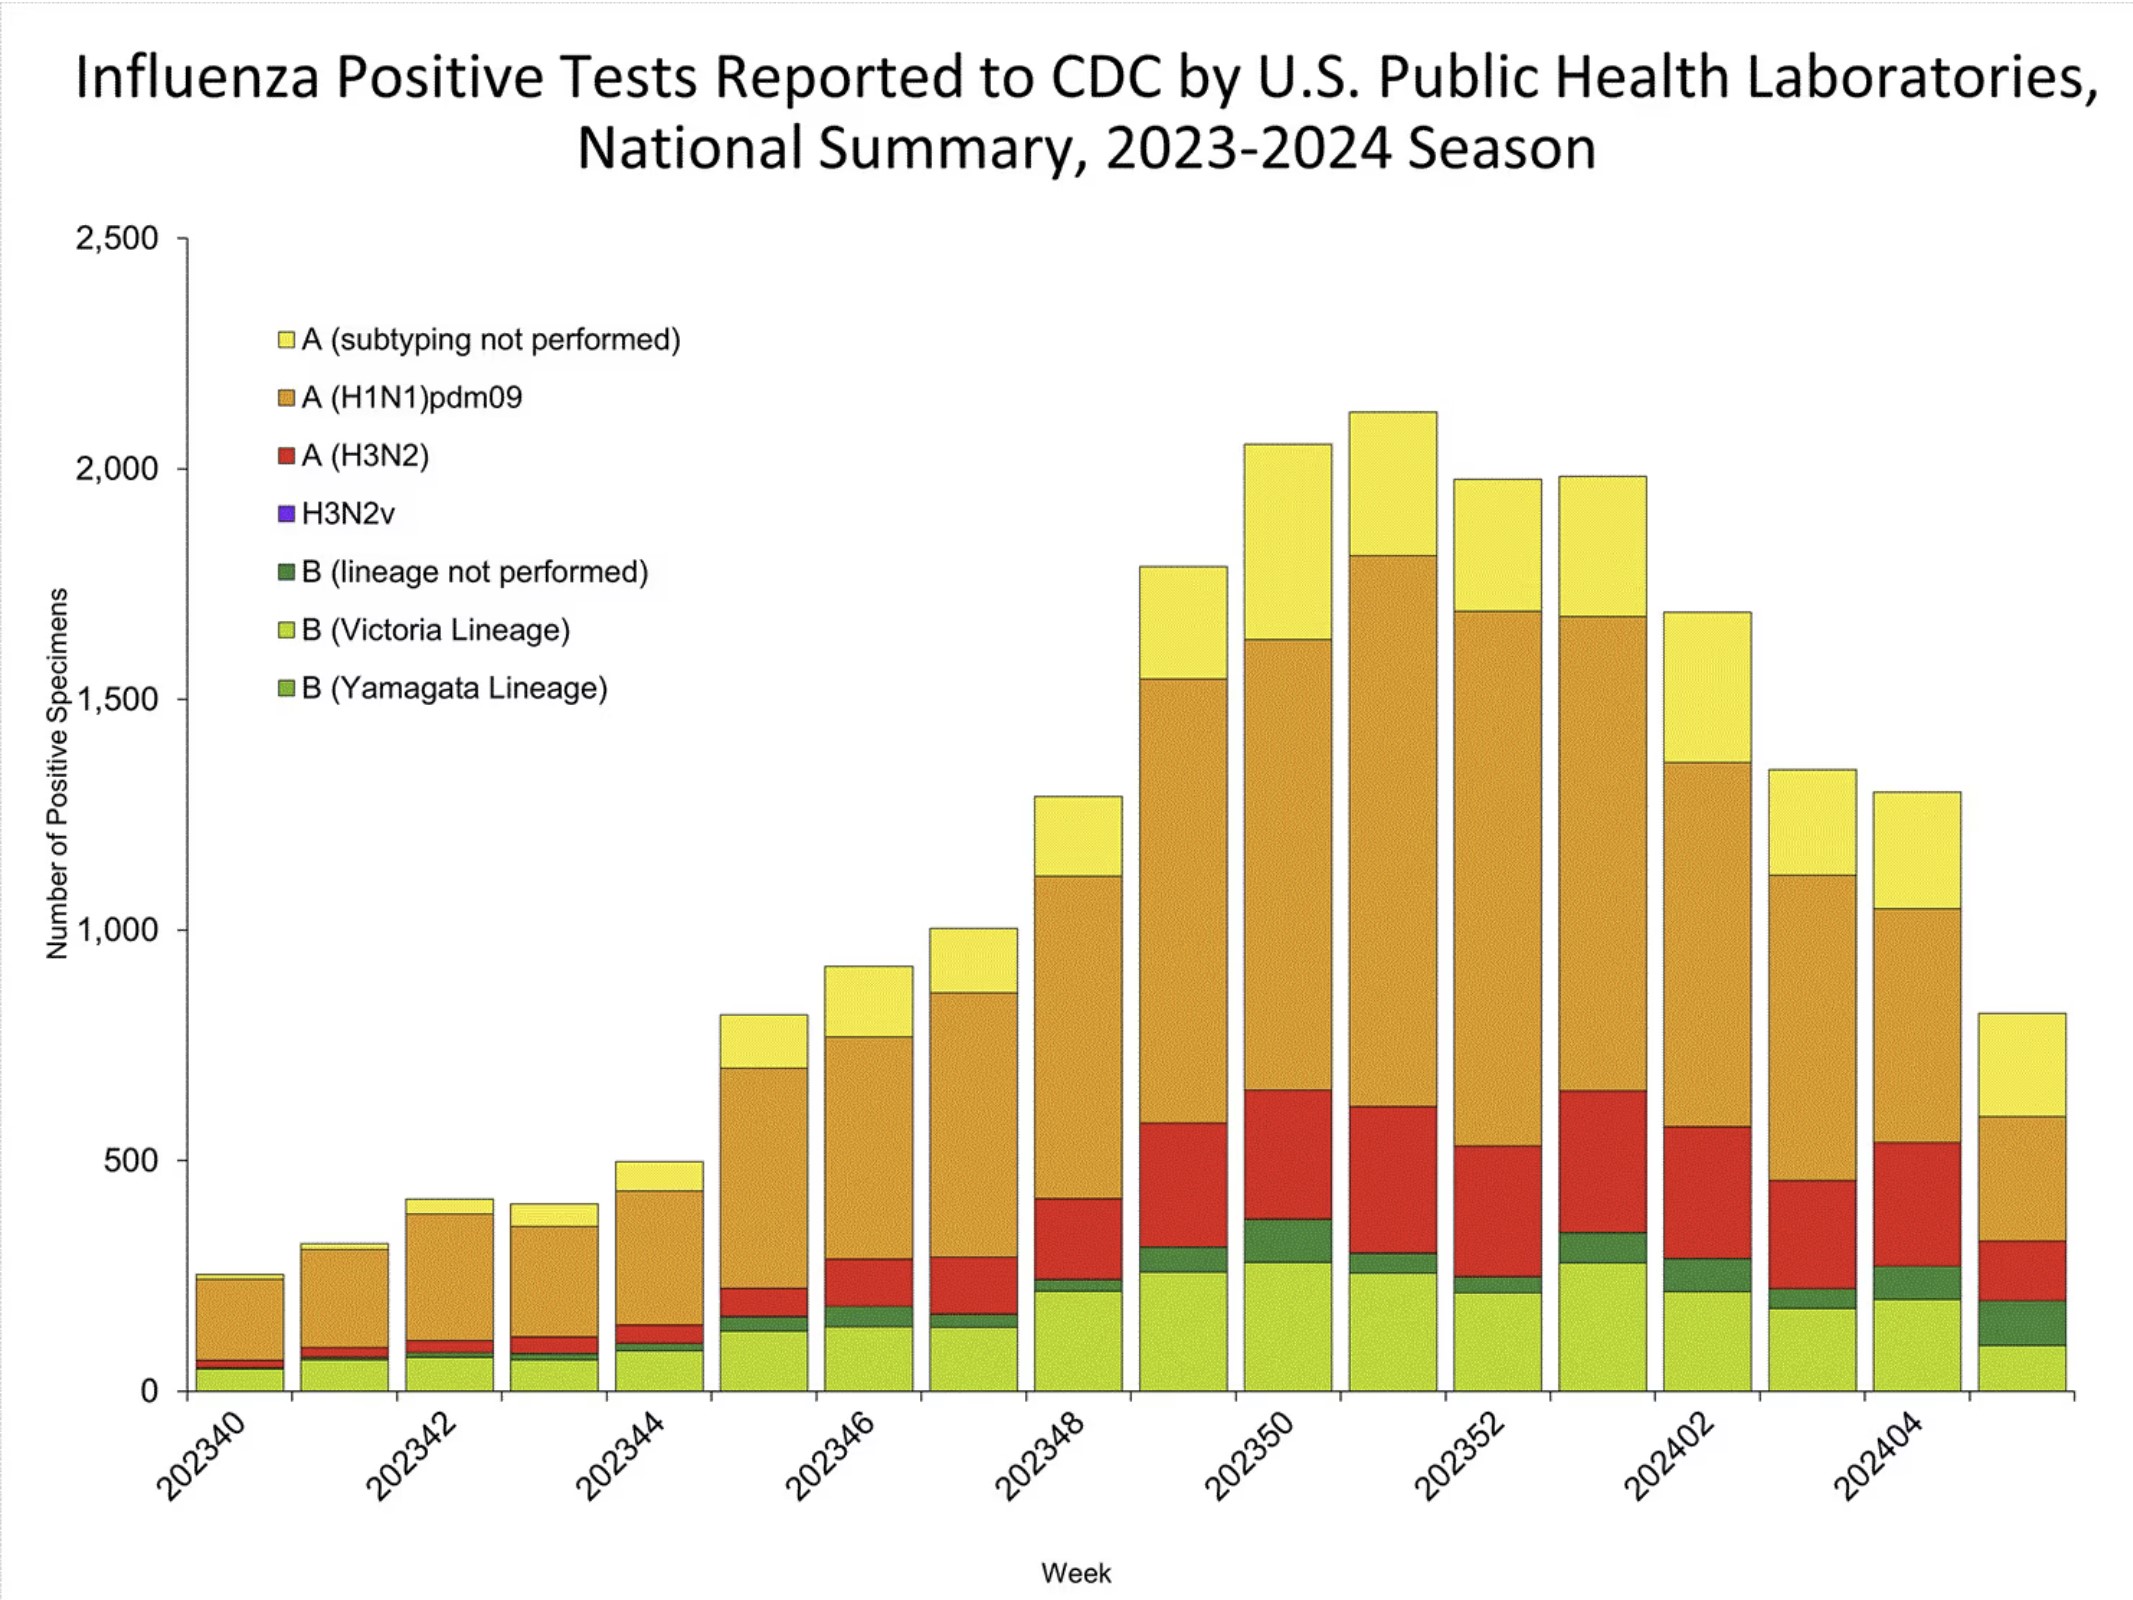 Influenza Positive Tests Reported to CDC by U.S. Public Health Laboratories,
National Summary, 2023-2024 Season
2,500
2,000
1,500
1,000
500
0
Number of Positive Specimens
A (subtyping not performed)
A (H1N1)pdm09
A (H3N2)
H3N2v
B (lineage not performed)
B (Victoria Lineage)
B (Yamagata Lineage)
202340
202342
202344
202346
202348
202350
202352
202402
202404
Week